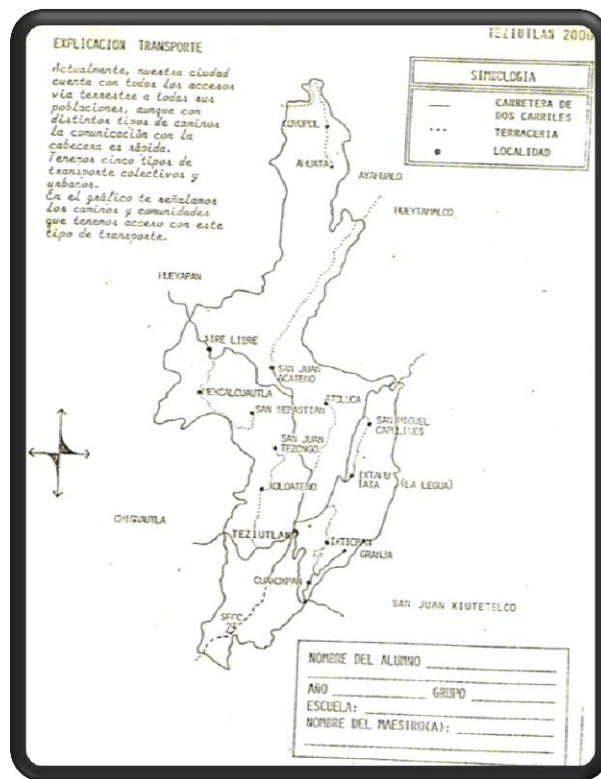 TEZIUTLAN 2000
EXPLICACION TRANSPORTE
Actualmente, nuestra ciudad
cuenta con todos los accesos
via terrestre a todas sus
poblaciones, aunque con
distintos tipos de caminos
la comunicación con la
cabecera es rápida.
Tenemos cinco tipos de
transporte colectivos y
urbanos.
En el gráfico te señalamos
los caminos y comunidades
que tenemos acceso con este
tipo de transporte.
SIMBOLOGIA
CARRETERA DE
DOS CARRILES
TERRACERIA
LOCALIDAD
COYOPOL
AHUATA
AYAHUALO
HUEYTAMALCO
HUEYAPAN
AIRE LIBRE
SAN JUAN
ACATENO
TEXCALCUAUTLA
SAN SEBASTIAN
ATOLUCA
SAN MIGUEL
CAPULINES
SAN JUAN
TEZONGO
IXTAHU
IATA
(LA LEGUA)
XOLOATENO
CHIGNAUTLA
TEZIUTLAN
IXTICPAN
GRANJA
CUAXOXPAN
SAN JUAN XIUTETELCO
SECC.
NOMBRE DEL ALUMNO
AÑO GRUPO
ESCUELA:
NOMBRE DEL MAESTRO(A):